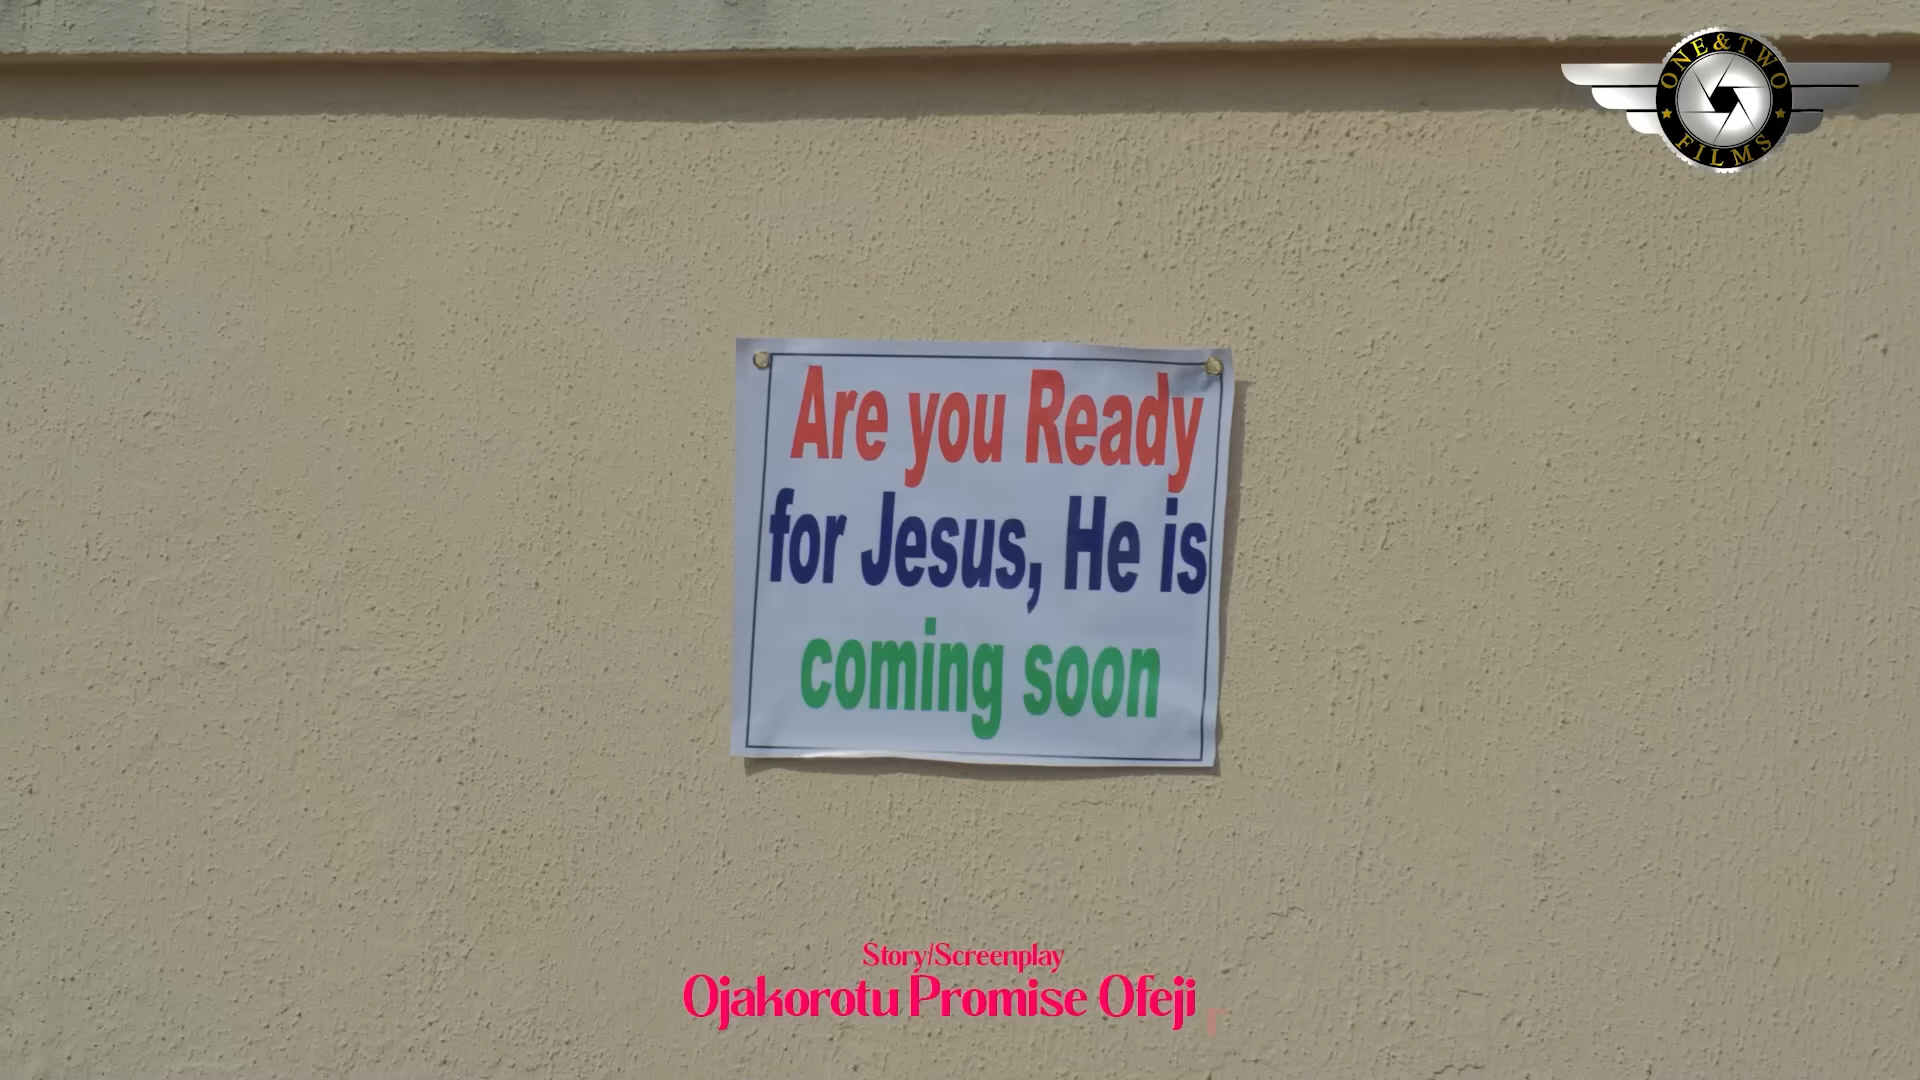 ONE&TWO
FILMS
Are you Ready
for Jesus, He is
coming soon
Story/Screenplay
Ojakorotu Promise Ofeji